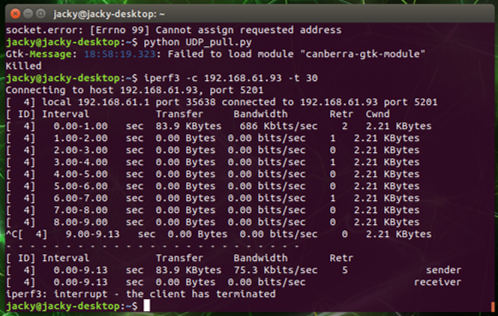 jacky@jacky-desktop: ~
socket.error: [Errno 99] Cannot assign requested address
jacky@jacky-desktop:~$ python UDP_pull.py
Gtk-Message: 18:58:19.323: Failed to load module "canberra-gtk-module"
Killed
jacky@jacky-desktop:~$ iperf3 -c 192.168.61.93 -t 30
Connecting to host 192.168.61.93, port 5201
[  4] local 192.168.61.1 port 35638 connected to 192.168.61.93 port 5201
[ ID] Interval           Transfer     Bandwidth       Retr  Cwnd
[  4]   0.00-1.00   sec  83.9 KBytes   686 Kbits/sec    2   2.21 KBytes
[  4]   1.00-2.00   sec  0.00 Bytes  0.00 bits/sec    1   2.21 KBytes
[  4]   2.00-3.00   sec  0.00 Bytes  0.00 bits/sec    0   2.21 KBytes
[  4]   3.00-4.00   sec  0.00 Bytes  0.00 bits/sec    1   2.21 KBytes
[  4]   4.00-5.00   sec  0.00 Bytes  0.00 bits/sec    0   2.21 KBytes
[  4]   5.00-6.00   sec  0.00 Bytes  0.00 bits/sec    0   2.21 KBytes
[  4]   6.00-7.00   sec  0.00 Bytes  0.00 bits/sec    1   2.21 KBytes
[  4]   7.00-8.00   sec  0.00 Bytes  0.00 bits/sec    0   2.21 KBytes
[  4]   8.00-9.00   sec  0.00 Bytes  0.00 bits/sec    0   2.21 KBytes
^C[  4]   9.00-9.13   sec  0.00 Bytes  0.00 bits/sec    0   2.21 KBytes
- - - - - - - - - - - - - - - - - - - - - - - - -
[ ID] Interval           Transfer     Bandwidth       Retr
[  4]   0.00-9.13   sec  83.9 KBytes  75.3 Kbits/sec    5             sender
[  4]   0.00-9.13   sec  0.00 Bytes  0.00 bits/sec                  receiver
iperf3: interrupt - the client has terminated
jacky@jacky-desktop:~$